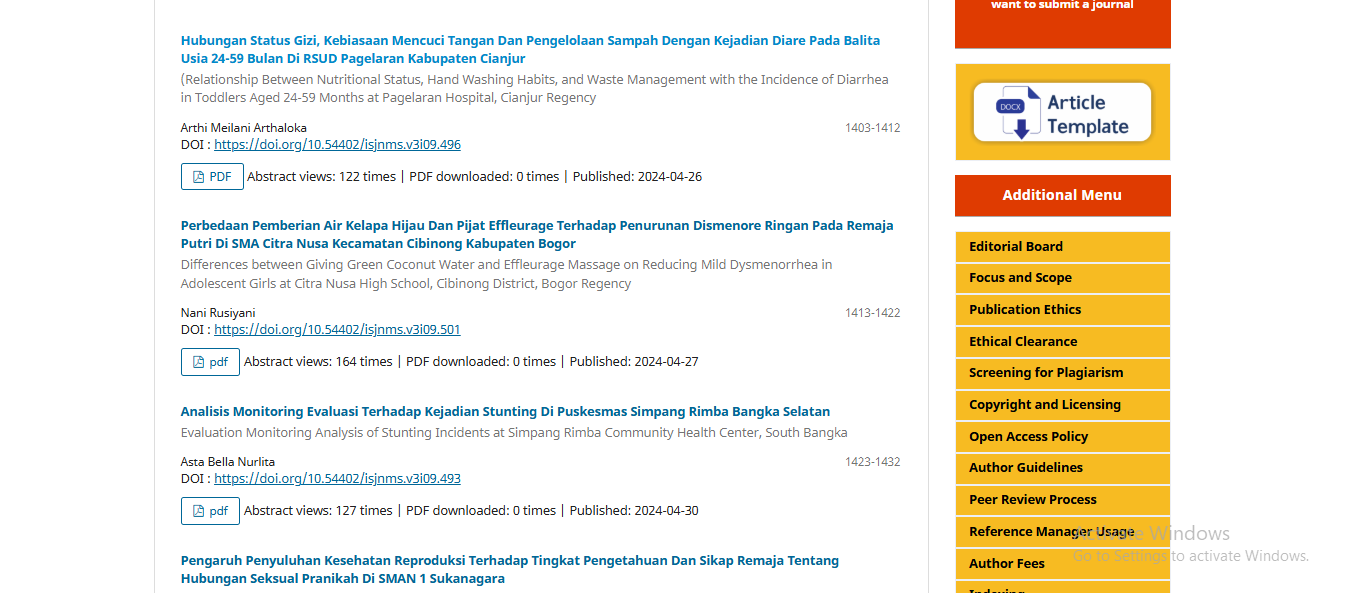 want to submit a journal
Hubungan Status Gizi, Kebiasaan Mencuci Tangan Dan Pengelolaan Sampah Dengan Kejadian Diare Pada Balita
Usia 24-59 Bulan Di RSUD Pagelaran Kabupaten Cianjur
(Relationship Between Nutritional Status, Hand Washing Habits, and Waste Management with the Incidence of Diarrhea
in Toddlers Aged 24-59 Months at Pagelaran Hospital, Cianjur Regency
Arthi Meilani Arthaloka
1403-1412
DOI : https://doi.org/10.54402/isjnms.v3i09.496
PDF Abstract views: 122 times | PDF downloaded: 0 times | Published: 2024-04-26
Perbedaan Pemberian Air Kelapa Hijau Dan Pijat Effleurage Terhadap Penurunan Dismenore Ringan Pada Remaja
Putri Di SMA Citra Nusa Kecamatan Cibinong Kabupaten Bogor
Differences between Giving Green Coconut Water and Effleurage Massage on Reducing Mild Dysmenorrhea in
Adolescent Girls at Citra Nusa High School, Cibinong District, Bogor Regency
Nani Rusiyani
1413-1422
DOI : https://doi.org/10.54402/isjnms.v3i09.501
pdf Abstract views: 164 times | PDF downloaded: 0 times | Published: 2024-04-27
Analisis Monitoring Evaluasi Terhadap Kejadian Stunting Di Puskesmas Simpang Rimba Bangka Selatan
Evaluation Monitoring Analysis of Stunting Incidents at Simpang Rimba Community Health Center, South Bangka
Asta Bella Nurlita
1423-1432
DOI : https://doi.org/10.54402/isjnms.v3i09.493
pdf Abstract views: 127 times | PDF downloaded: 0 times | Published: 2024-04-30
Pengaruh Penyuluhan Kesehatan Reproduksi Terhadap Tingkat Pengetahuan Dan Sikap Remaja Tentang
Hubungan Seksual Pranikah Di SMAN 1 Sukanagara
DOCX
Article
Template
Additional Menu
Editorial Board
Focus and Scope
Publication Ethics
Ethical Clearance
Screening for Plagiarism
Copyright and Licensing
Open Access Policy
Author Guidelines
Peer Review Process
Reference Manager Usage
Author Fees
Indexing
Activate Windows
Go to Settings to activate Windows.